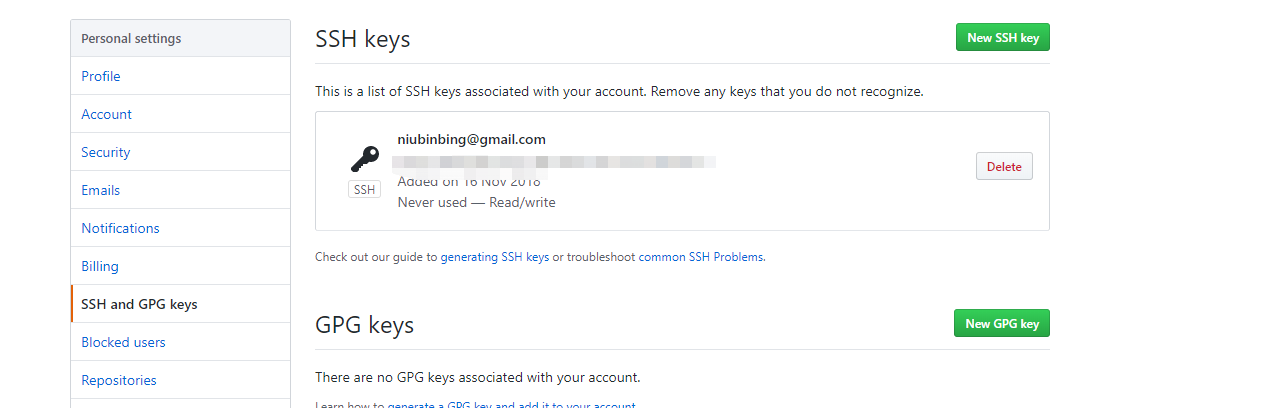 Personal settings
Profile
Account
Security
Emails
Notifications
Billing
SSH and GPG keys
Blocked users
Repositories
SSH keys
New SSH key
This is a list of SSH keys associated with your account. Remove any keys that you do not recognize.
niubinbing@gmail.com
SSH
Added on 16 Nov 2018
Never used — Read/write
Delete
Check out our guide to generating SSH keys or troubleshoot common SSH Problems.
GPG keys
New GPG key
There are no GPG keys associated with your account.
Learn how to generate a GPG key and add it to your account